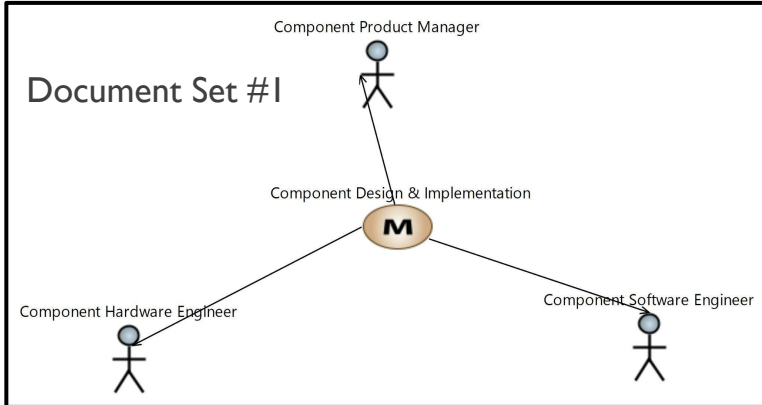 Component Product Manager
Document Set #1
Component Design & Implementation
M
Component Hardware Engineer
Component Software Engineer